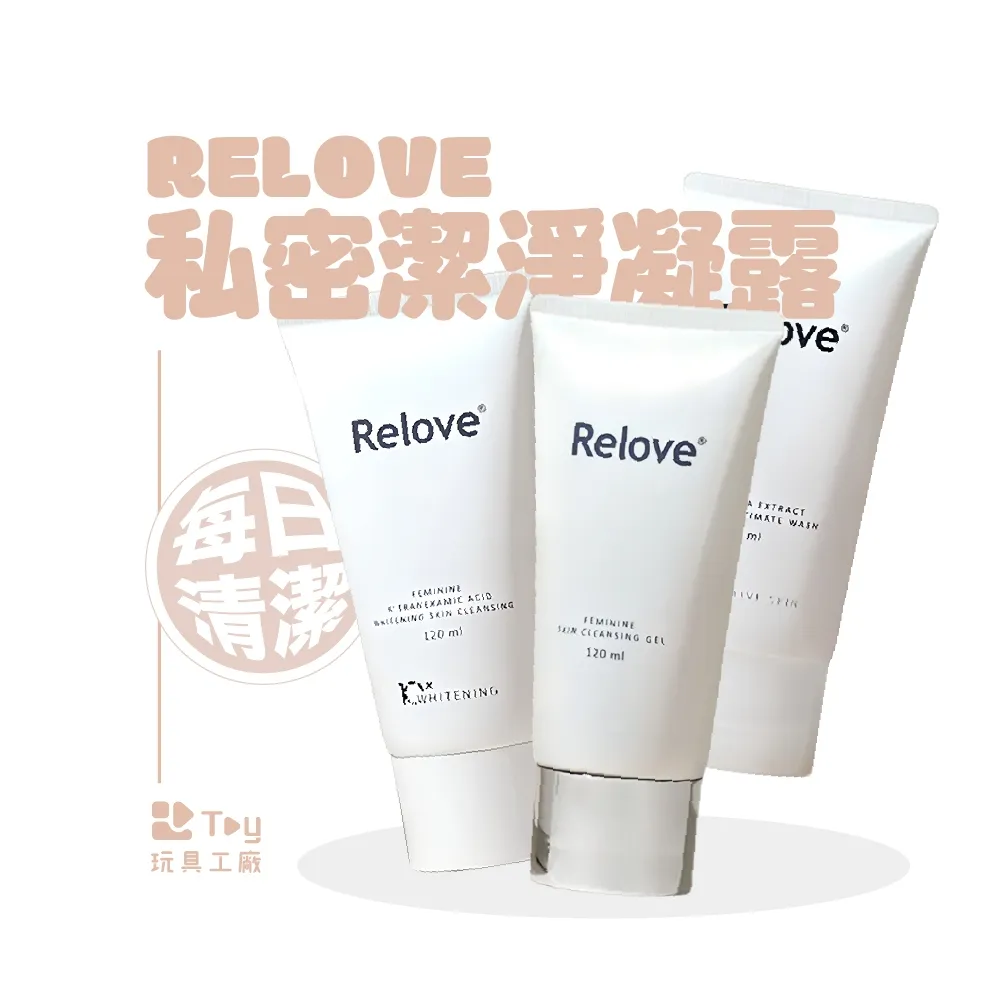 RELOVE
私密潔淨凝露
每日
清潔
Toy
玩具工廠
Relove®
FEMININE
TRANEXAMIC ACID
WHITENING SKIN CLEANSING
120 ml
WHITENING
Relove®
FEMININE
SKIN CLEANSING GEL
120 ml
ove®
A EXTRACT
TIMATE WASH
ml
SKIN